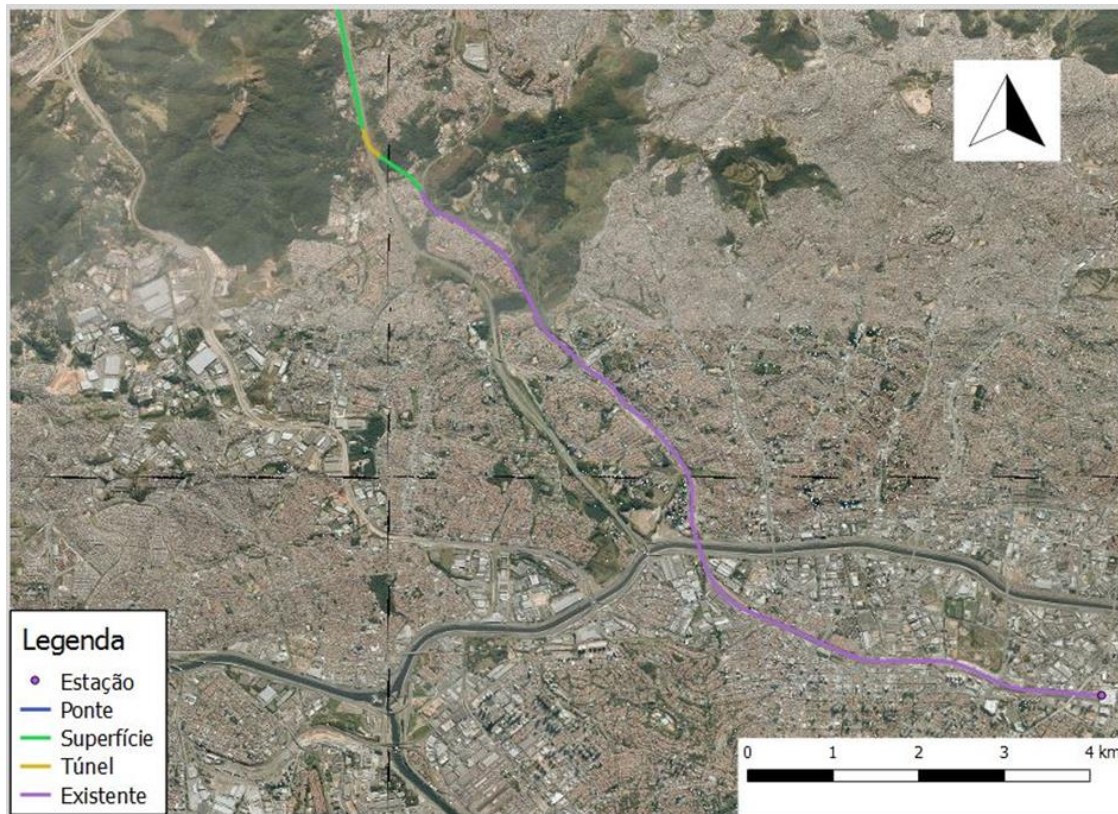 Legenda
Estação
Ponte
Superfície
Túnel
Existente
0 1 2 3 4 km